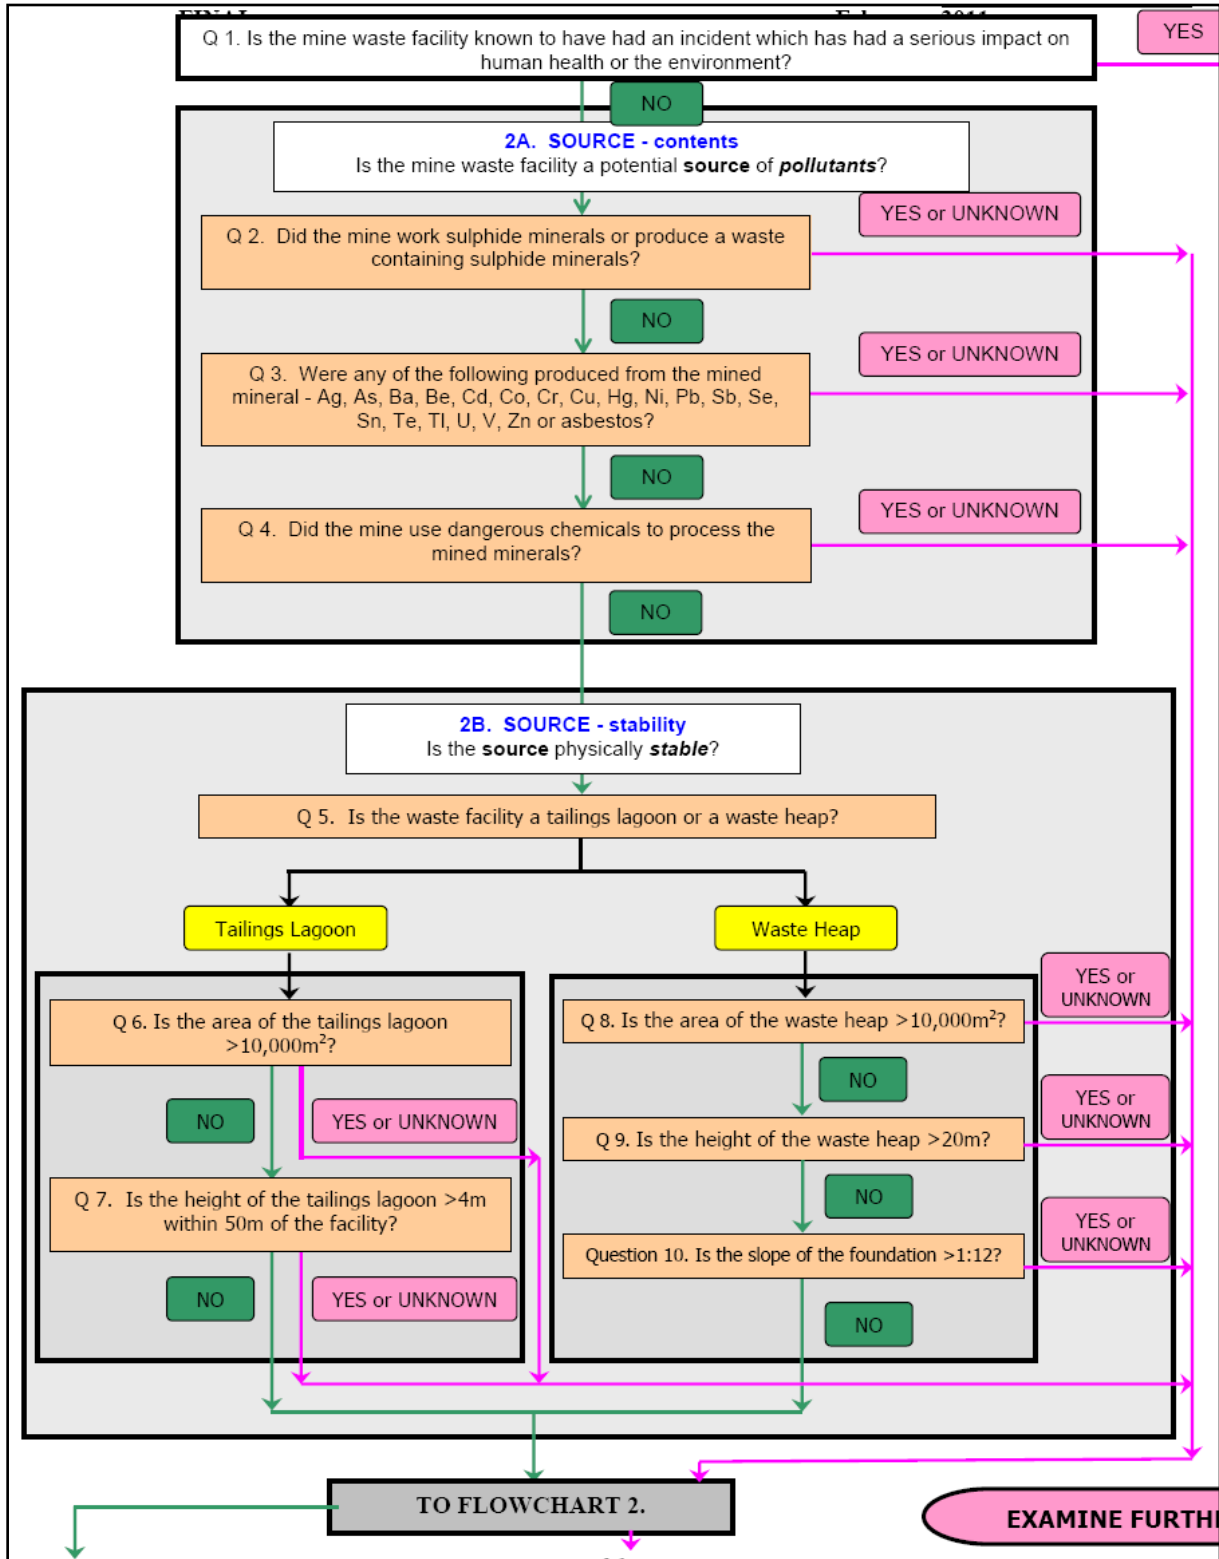 Q 1. Is the mine waste facility known to have had an incident which has had a serious impact on
human health or the environment?
YES
NO
2A. SOURCE - contents
Is the mine waste facility a potential source of pollutants?
YES or UNKNOWN
Q 2. Did the mine work sulphide minerals or produce a waste
containing sulphide minerals?
NO
YES or UNKNOWN
Q 3. Were any of the following produced from the mined
mineral - Ag, As, Ba, Be, Cd, Co, Cr, Cu, Hg, Ni, Pb, Sb, Se,
Sn, Te, Tl, U, V, Zn or asbestos?
NO
YES or UNKNOWN
Q 4. Did the mine use dangerous chemicals to process the
mined minerals?
NO
2B. SOURCE - stability
Is the source physically stable?
Q 5. Is the waste facility a tailings lagoon or a waste heap?
Tailings Lagoon
Waste Heap
YES or
UNKNOWN
Q 6. Is the area of the tailings lagoon
>10,000m²?
Q 8. Is the area of the waste heap >10,000m²?
NO
YES or
UNKNOWN
NO
YES or UNKNOWN
Q 9. Is the height of the waste heap >20m?
NO
Q 7. Is the height of the tailings lagoon >4m
within 50m of the facility?
YES or
UNKNOWN
Question 10. Is the slope of the foundation >1:12?
NO
YES or UNKNOWN
NO
TO FLOWCHART 2.
EXAMINE FURTH